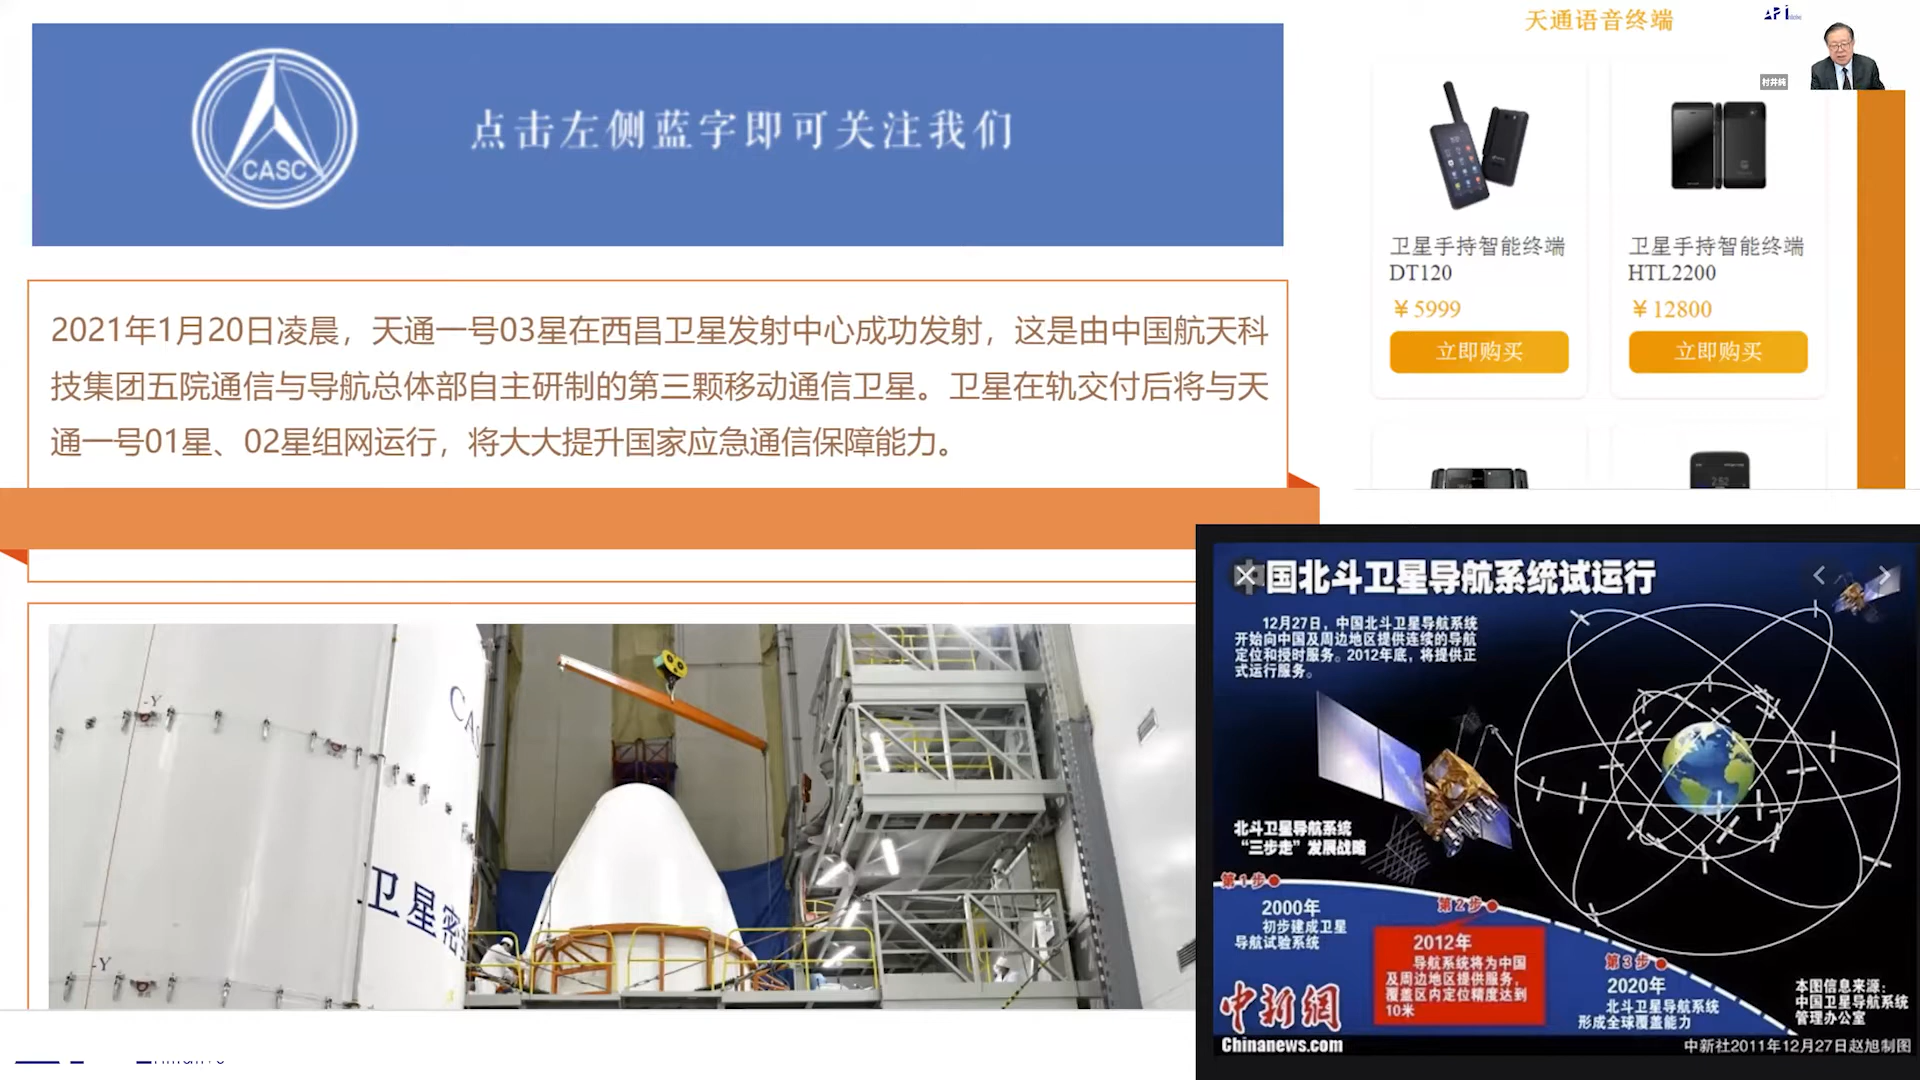 CASC
点击左侧蓝字即可关注我们
2021年1月20日凌晨，天通一号03星在西昌卫星发射中心成功发射，这是由中国航天科
技集团五院通信与导航总体部自主研制的第三颗移动通信卫星。卫星在轨交付后将与天
通一号01星、02星组网运行，将大大提升国家应急通信保障能力。
天通语音终端
API
村井純
卫星手持智能终端
DT120
￥5999
立即购买
卫星手持智能终端
HTL2200
￥12800
立即购买
-Y
CAS
卫星密
-Y
中国北斗卫星导航系统试运行
12月27日，中国北斗卫星导航系统
开始向中国及周边地区提供连续的导航
定位和授时服务。2012年底，将提供正
式运行服务。
北斗卫星导航系统
“三步走”发展战略
第1步
2000年
初步建成卫星
导航试验系统
第2步
2012年
导航系统将为中国
及周边地区提供服务，
覆盖区内定位精度达到
10米
第3步
2020年
北斗卫星导航系统
形成全球覆盖能力
本图信息来源：
中国卫星导航系统
管理办公室
中新網
Chinanews.com
中新社2011年12月27日赵旭制图